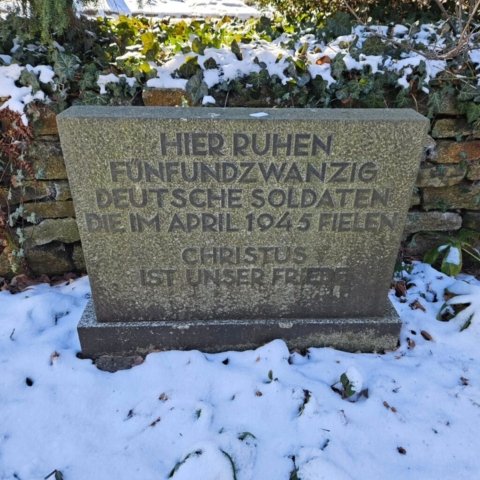 HIER RUHEN
FÜNFUNDZWANZIG
DEUTSCHE SOLDATEN
DIE IM APRIL 1945 FIELEN
CHRISTUS
IST UNSER FRIEDE